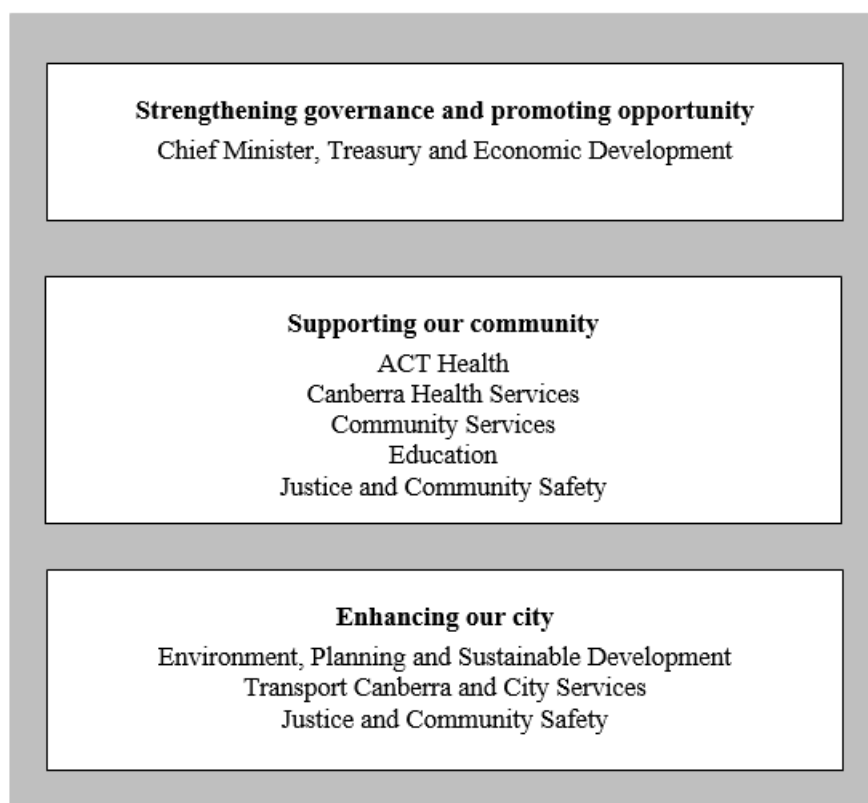 Strengthening governance and promoting opportunity
Chief Minister, Treasury and Economic Development
Supporting our community
ACT Health
Canberra Health Services
Community Services
Education
Justice and Community Safety
Enhancing our city
Environment, Planning and Sustainable Development
Transport Canberra and City Services
Justice and Community Safety